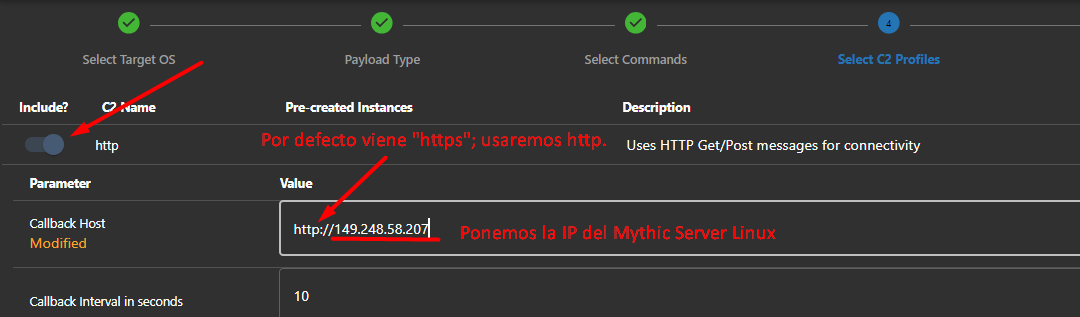 4
Select Target OS
Payload Type
Select Commands
Select C2 Profiles
Include?
C2 Name
Pre-created Instances
Description
http
Por defecto viene "https"; usaremos http.
Uses HTTP Get/Post messages for connectivity
Parameter
Value
Callback Host
Modified
http://149.248.58.207
Ponemos la IP del Mythic Server Linux
Callback Interval in seconds
10